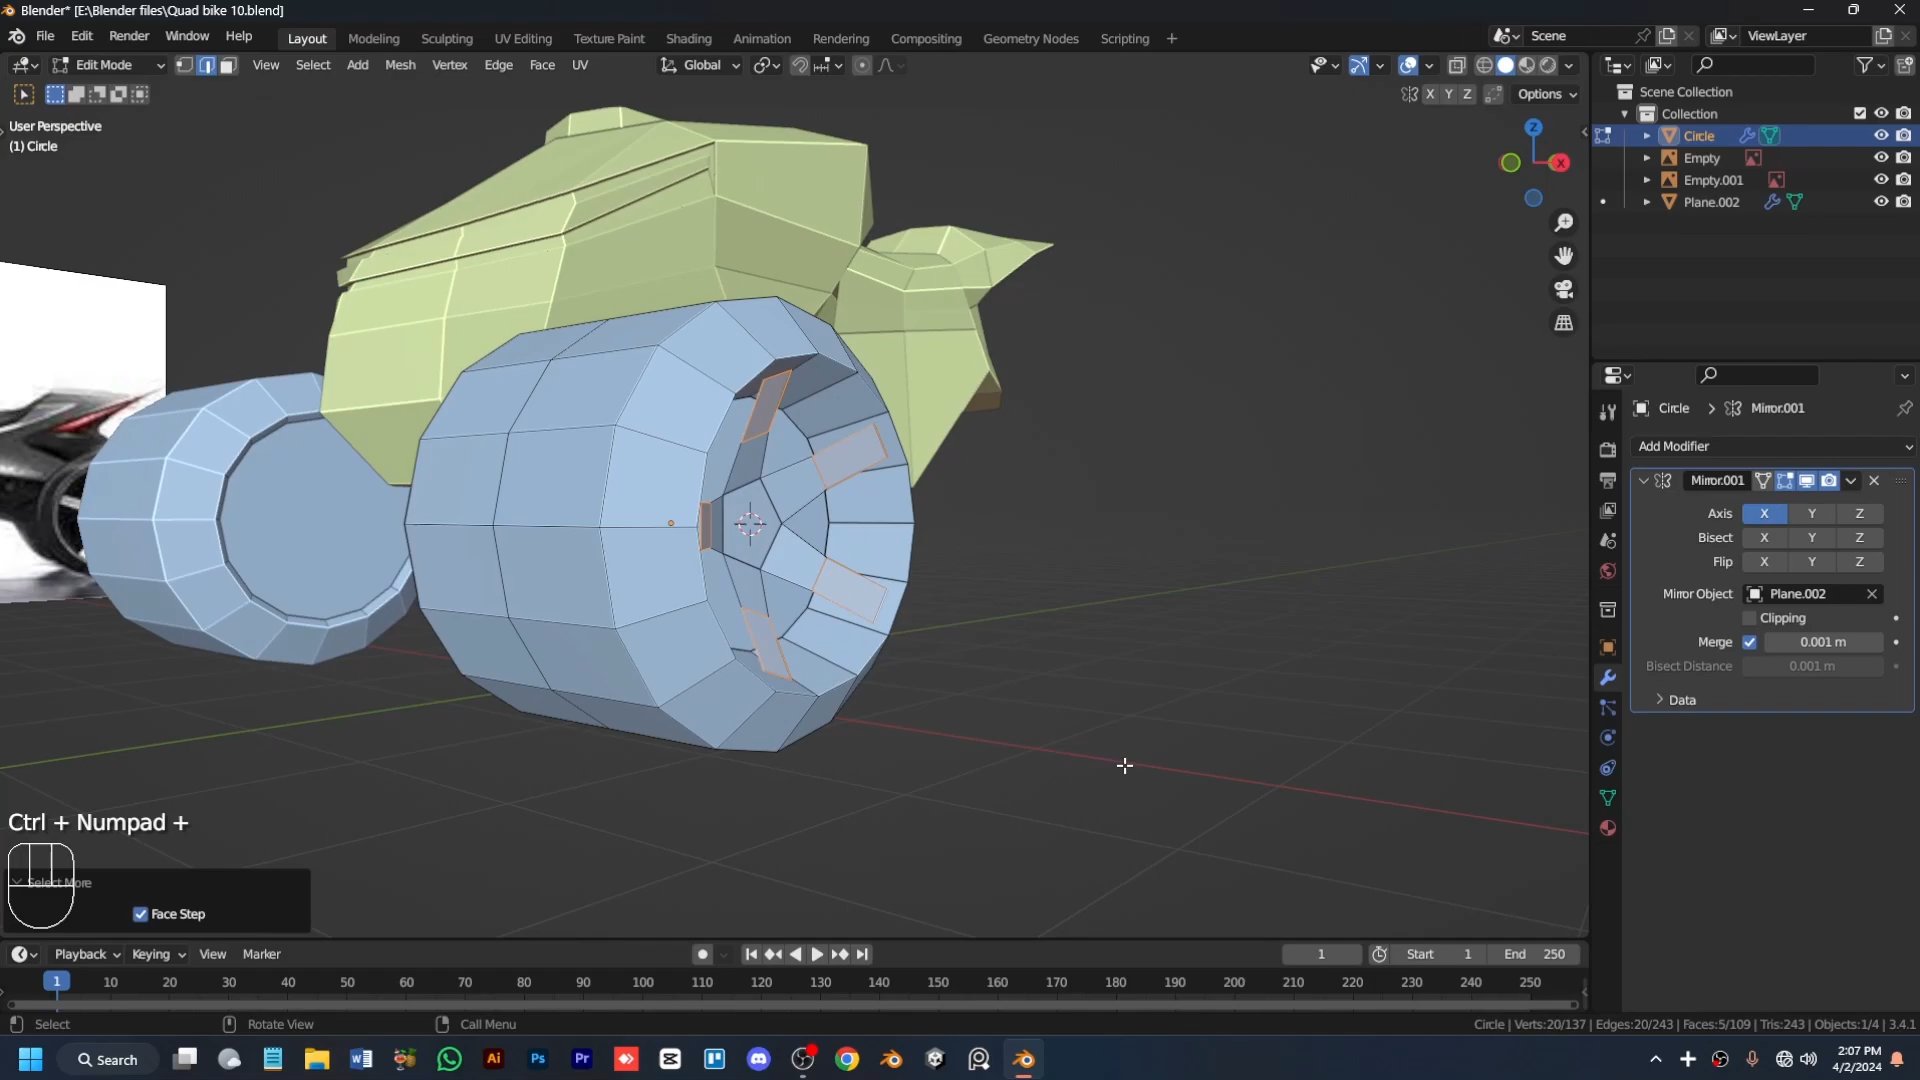 Blender* [E:\Blender files\Quad bike 10.blend]
File Edit Render Window Help
Layout Modeling Sculpting UV Editing Texture Paint Shading Animation Rendering Compositing Geometry Nodes Scripting +
Scene ViewLayer
Edit Mode View Select Add Mesh Vertex Edge Face UV Global
X Y Z Options
User Perspective
(1) Circle
Z
X
Scene Collection
Collection
Circle
Empty
Empty.001
Plane.002
Circle > Mirror.001
Add Modifier
Mirror.001
Axis X Y Z
Bisect X Y Z
Flip X Y Z
Mirror Object Plane.002
Clipping
Merge 0.001 m
Bisect Distance 0.001 m
Data
Ctrl + Numpad +
Select More
Face Step
Playback Keying View Marker
1 Start 1 End 250
1 10 20 30 40 50 60 70 80 90 100 110 120 130 140 150 160 170 180 190 200 210 220 230 240 250
Select Rotate View Call Menu
Circle | Verts:20/137 | Edges:20/243 | Faces:5/109 | Tris:243 | Objects:1/4 | 3.4.1
Search
Ai Ps Pr
2:07 PM
4/2/2024